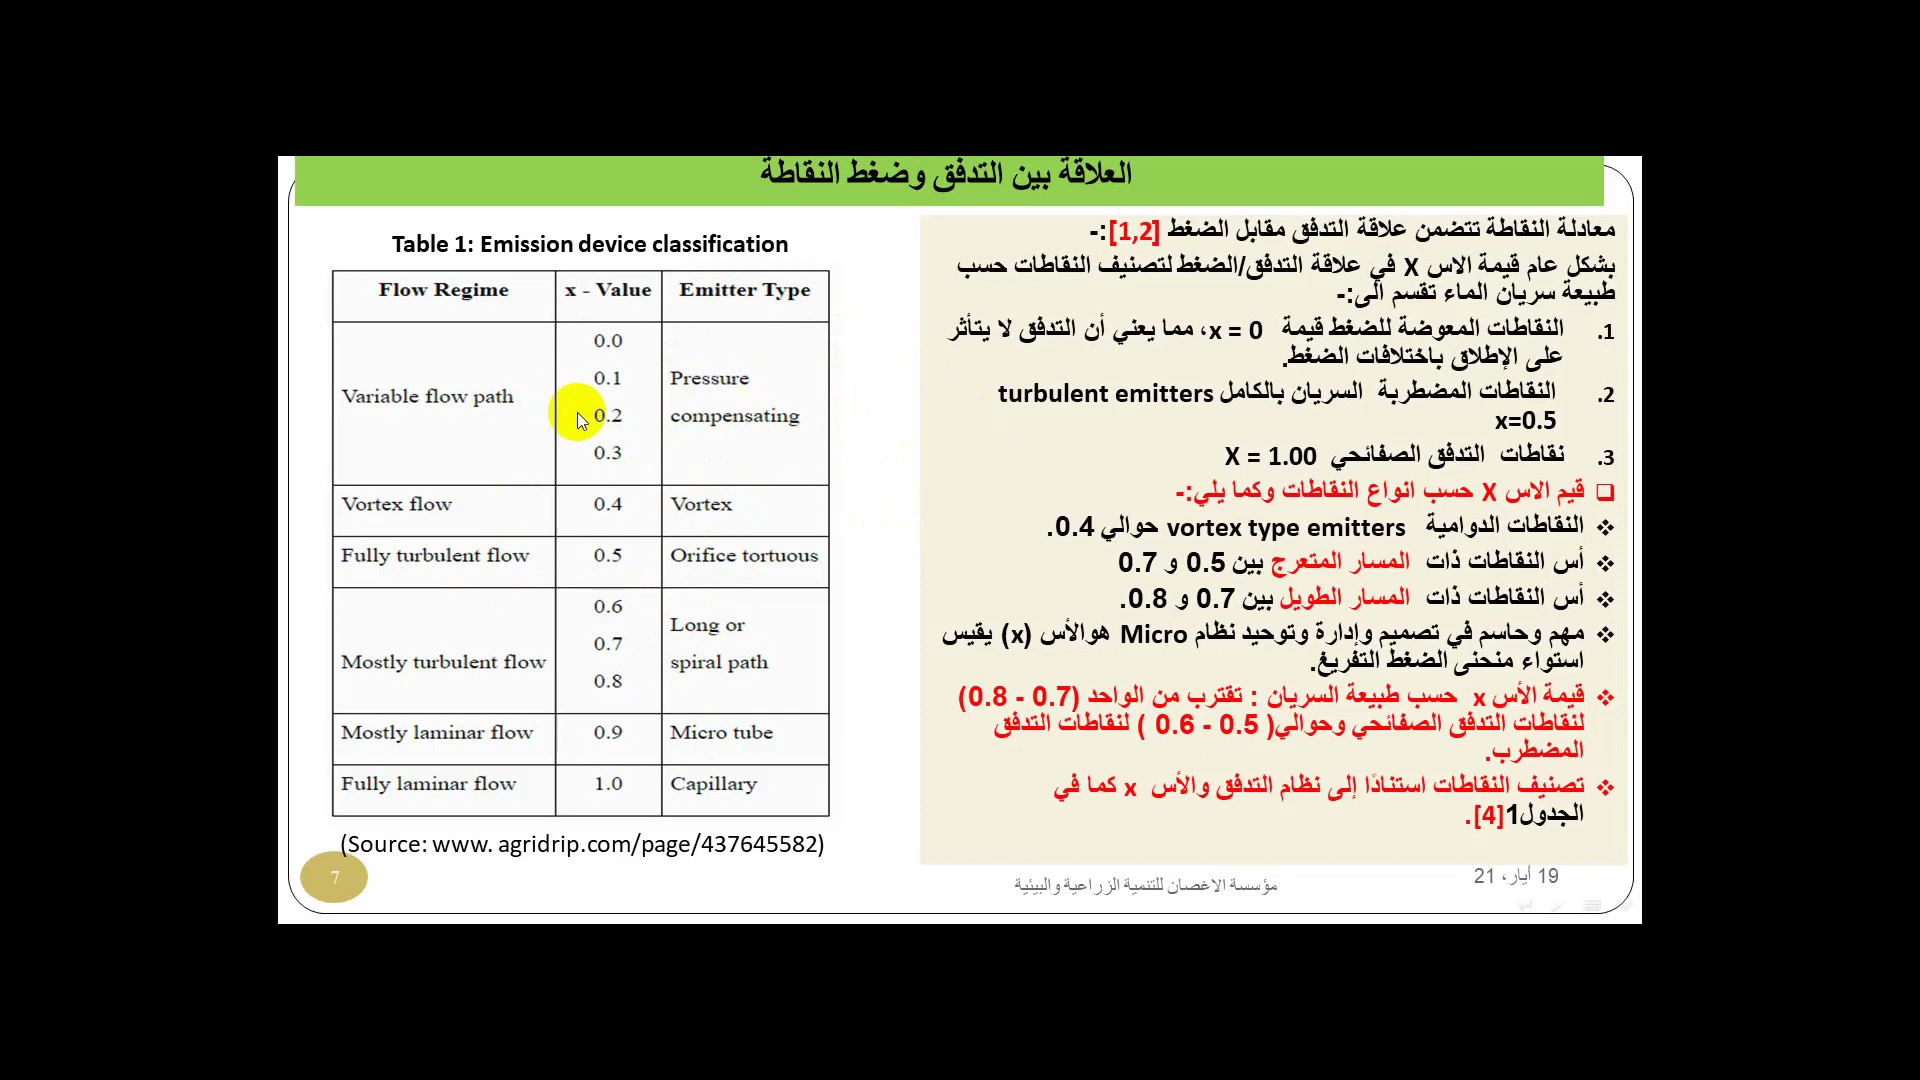 العلاقة بين التدفق وضغط النقاطة
معادلة النقاطة تتضمن علاقة التدفق مقابل الضغط [1,2]:-
بشكل عام قيمة الاس X في علاقة التدفق/الضغط لتصنيف النقاطات حسب
طبيعة سريان الماء تقسم الى:-
1. النقاطات المعوضة للضغط قيمة x = 0، مما يعني أن التدفق لا يتأثر
على الإطلاق باختلافات الضغط.
2. النقاطات المضطربة السريان بالكامل turbulent emitters
x=0.5
3. نقاطات التدفق الصفائحي X = 1.00
❑ قيم الاس X حسب انواع النقاطات وكما يلي:-
❖ النقاطات الدوامية vortex type emitters حوالي 0.4.
❖ أس النقاطات ذات المسار المتعرج بين 0.5 و 0.7
❖ أس النقاطات ذات المسار الطويل بين 0.7 و 0.8.
❖ مهم وحاسم في تصميم وإدارة وتوحيد نظام Micro هوالأس (x) يقيس
استواء منحنى الضغط التفريغ.
❖ قيمة الأس x حسب طبيعة السريان : تقترب من الواحد (0.7 - 0.8)
لنقاطات التدفق الصفائحي وحوالي( 0.5 - 0.6 ) لنقاطات التدفق
المضطرب.
❖ تصنيف النقاطات استنادًا إلى نظام التدفق والأس x كما في
الجدول1[4].
Table 1: Emission device classification
Flow Regime x - Value Emitter Type
0.0
0.1 Pressure
Variable flow path
0.2 compensating
0.3
Vortex flow 0.4 Vortex
Fully turbulent flow 0.5 Orifice tortuous
0.6
Long or
0.7
Mostly turbulent flow spiral path
0.8
Mostly laminar flow 0.9 Micro tube
Fully laminar flow 1.0 Capillary
(Source: www. agridrip.com/page/437645582)
19 أيار، 21
مؤسسة الاغصان للتنمية الزراعية والبيئية
7